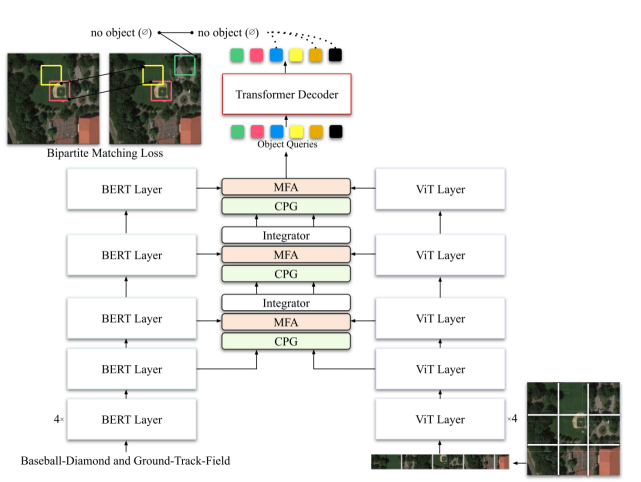 no object (∅)
no object (∅)
Transformer Decoder
Bipartite Matching Loss
Object Queries
BERT Layer
MFA
ViT Layer
CPG
Integrator
BERT Layer
MFA
ViT Layer
CPG
Integrator
BERT Layer
MFA
ViT Layer
CPG
BERT Layer
ViT Layer
4×
BERT Layer
ViT Layer
×4
Baseball-Diamond and Ground-Track-Field